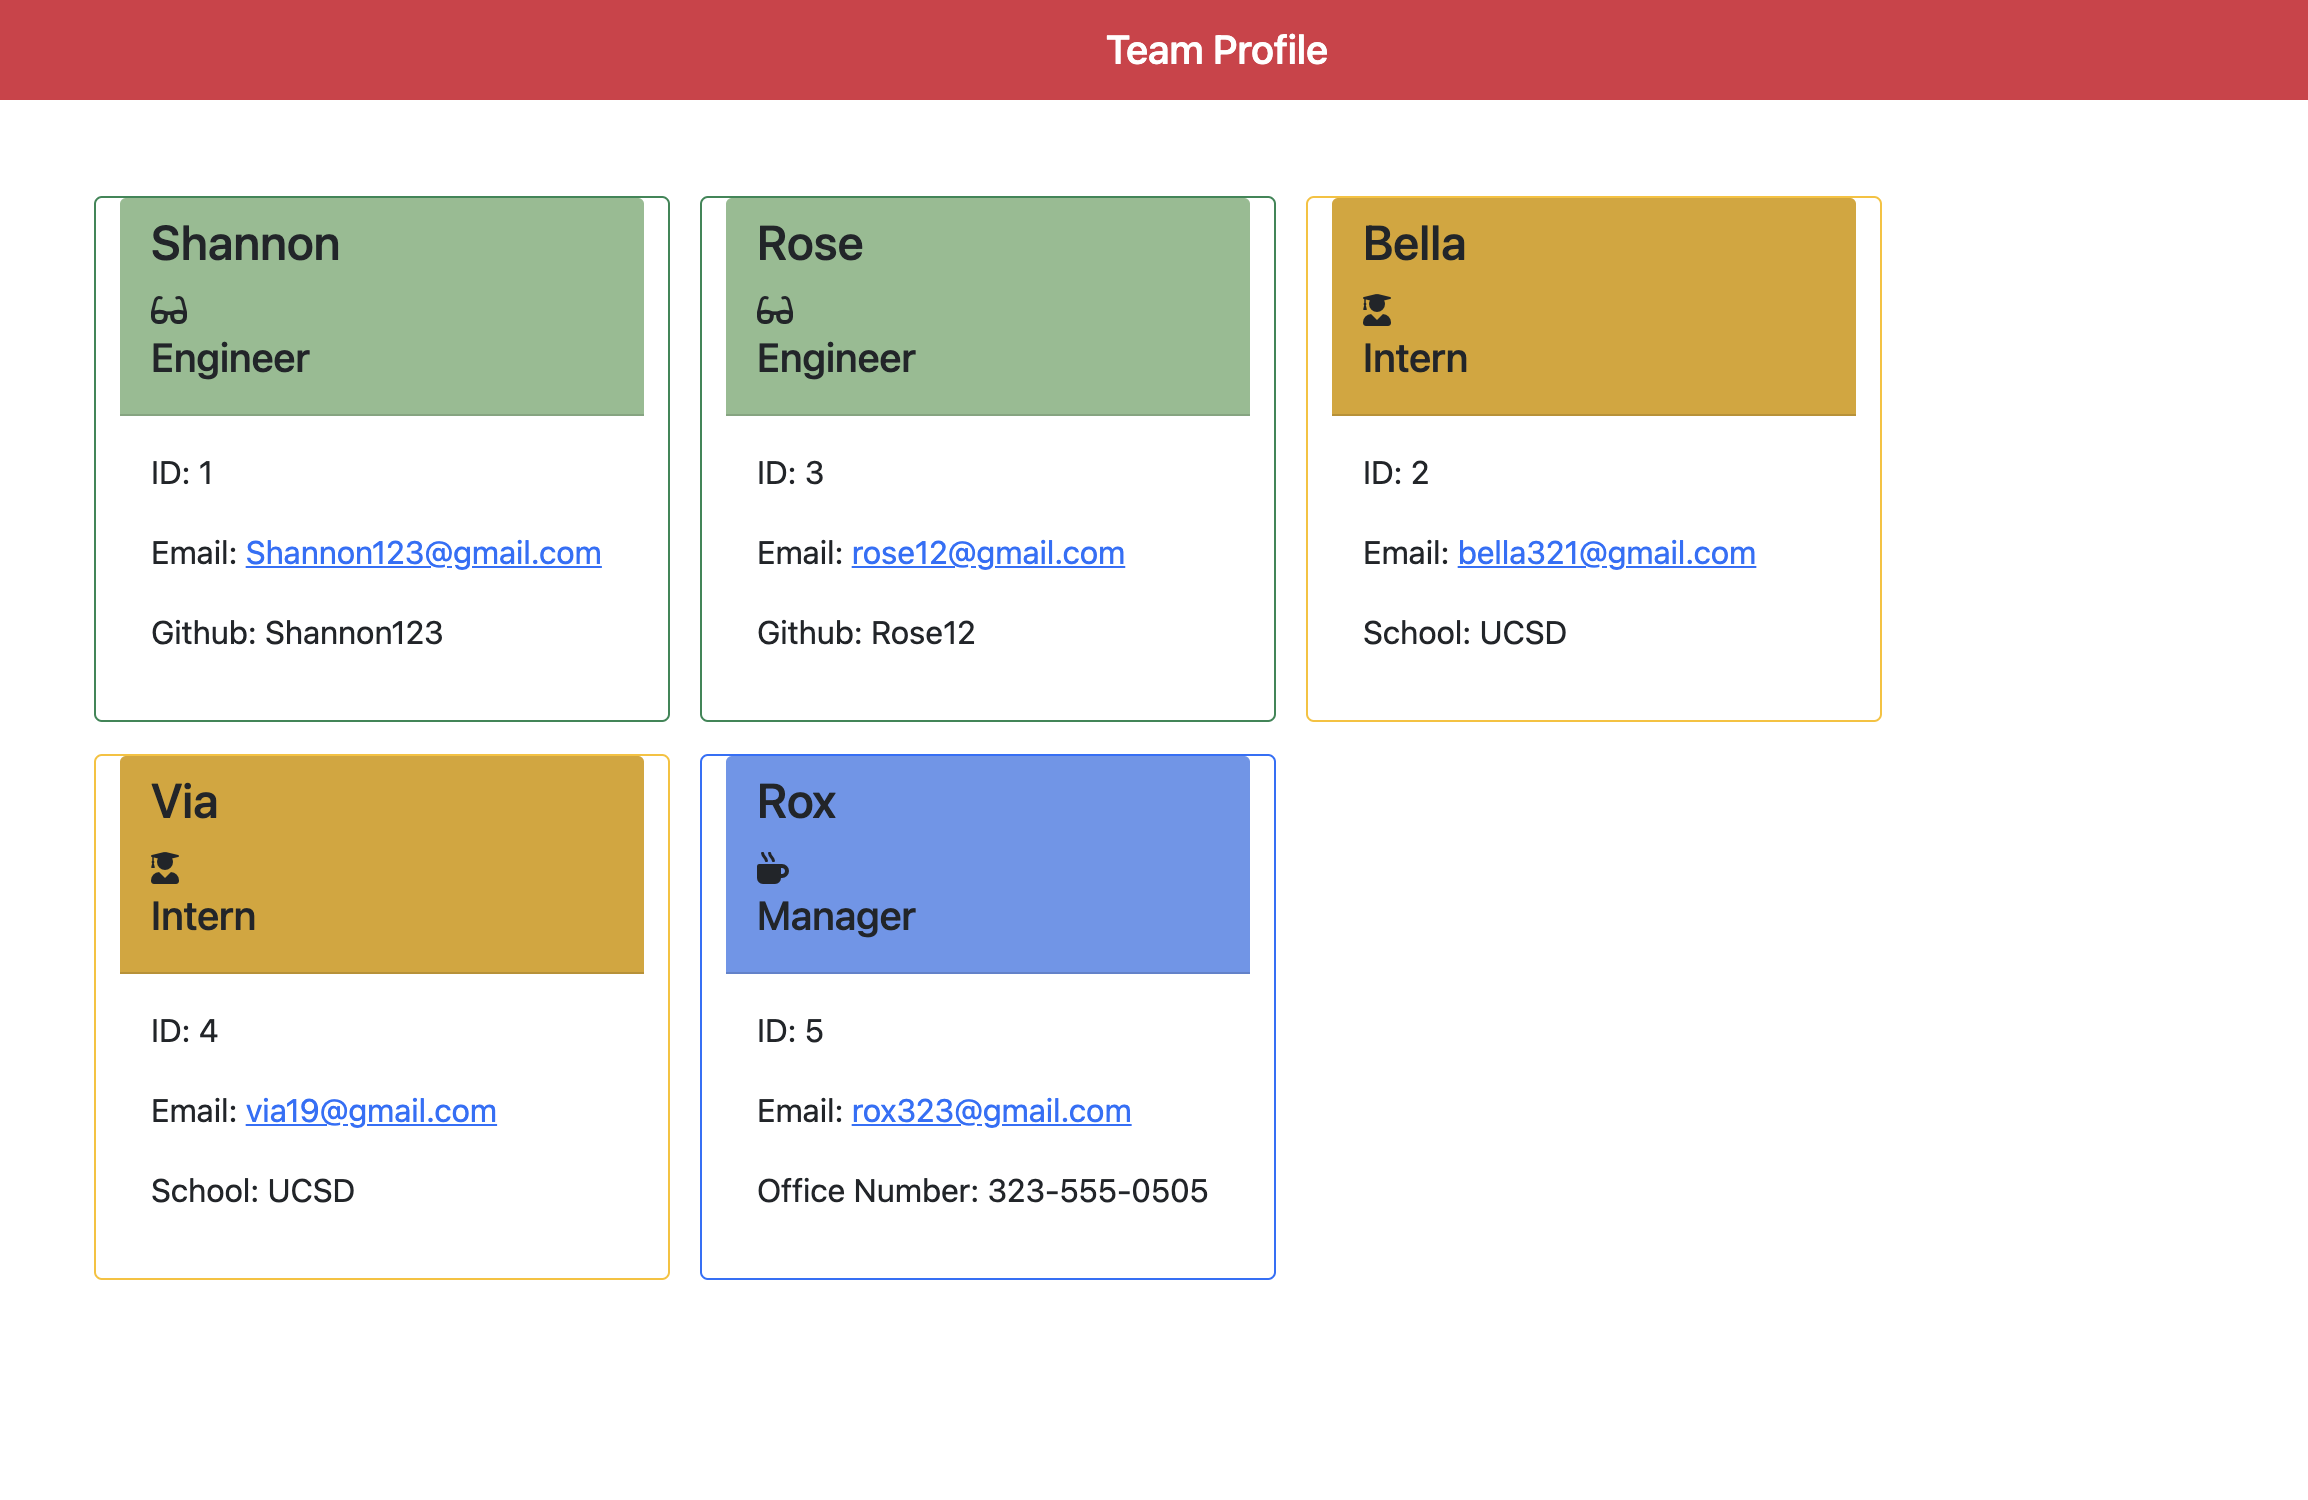 Team Profile
Shannon
Engineer
ID: 1
Email: Shannon123@gmail.com
Github: Shannon123
Rose
Engineer
ID: 3
Email: rose12@gmail.com
Github: Rose12
Bella
Intern
ID: 2
Email: bella321@gmail.com
School: UCSD
Via
Intern
ID: 4
Email: via19@gmail.com
School: UCSD
Rox
Manager
ID: 5
Email: rox323@gmail.com
Office Number: 323-555-0505